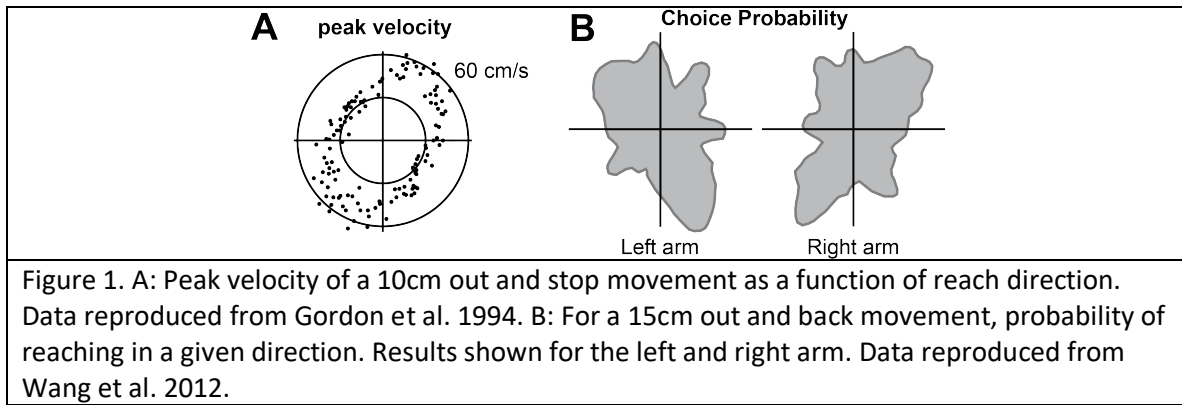 A peak velocity
60 cm/s
B Choice Probability
Left arm
Right arm
Figure 1. A: Peak velocity of a 10cm out and stop movement as a function of reach direction.
Data reproduced from Gordon et al. 1994. B: For a 15cm out and back movement, probability of
reaching in a given direction. Results shown for the left and right arm. Data reproduced from
Wang et al. 2012.